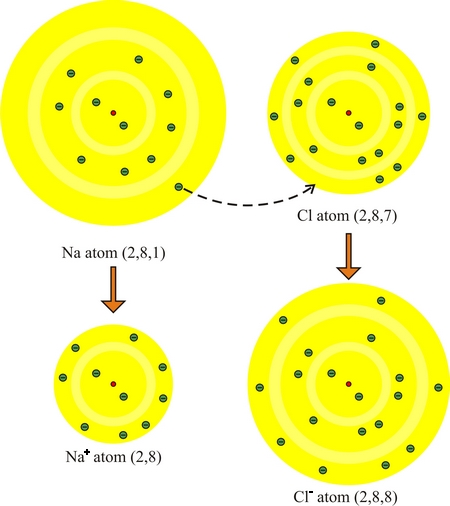 Cl atom (2,8,7)
Na atom (2,8,1)
Na⁺ atom (2,8)
Cl⁻ atom (2,8,8)